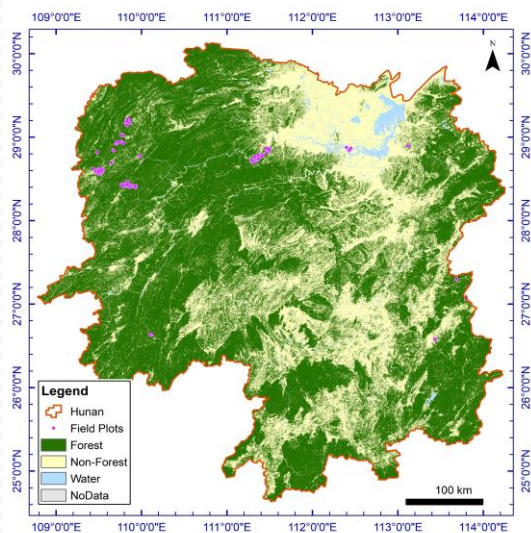 109°0'0"E 110°0'0"E 111°0'0"E 112°0'0"E 113°0'0"E 114°0'0"E
N
30°0'0"N 30°0'0"N
29°0'0"N 29°0'0"N
28°0'0"N 28°0'0"N
27°0'0"N 27°0'0"N
26°0'0"N 26°0'0"N
25°0'0"N 25°0'0"N
Legend
Hunan
Field Plots
Forest
Non-Forest
Water
NoData
100 km
109°0'0"E 110°0'0"E 111°0'0"E 112°0'0"E 113°0'0"E 114°0'0"E